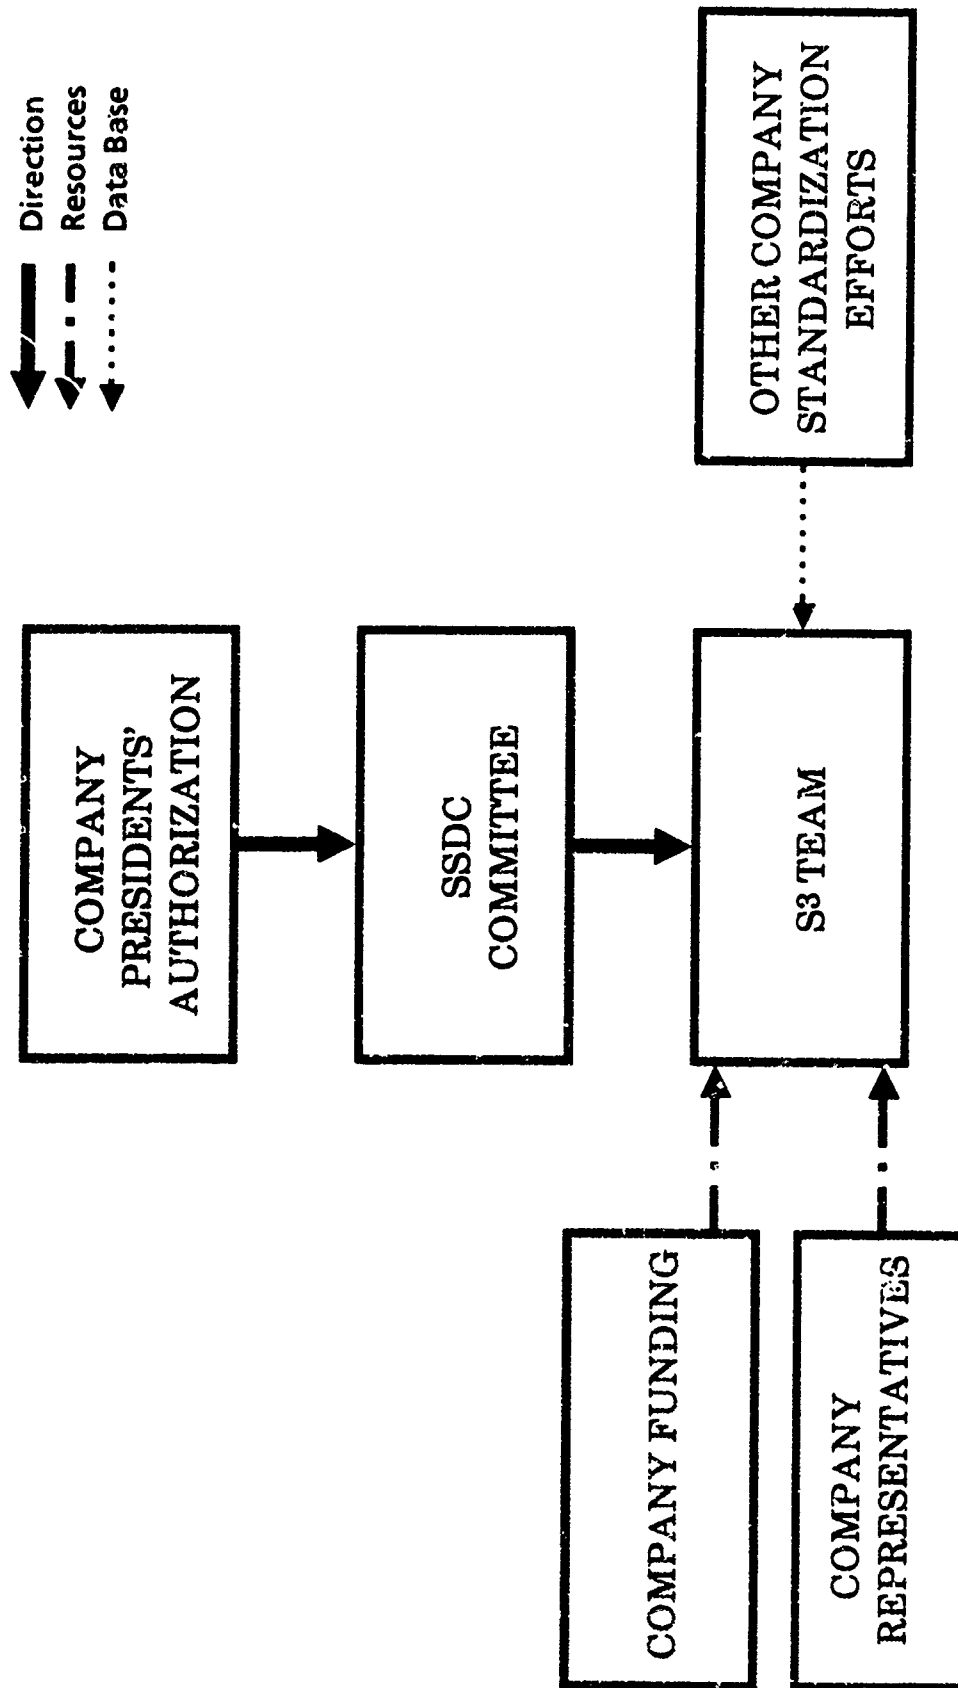 Direction
Resources
Data Base
COMPANY
PRESIDENTS'
AUTHORIZATION
SSDC
COMMITTEE
COMPANY FUNDING
COMPANY
REPRESENTATIVES
S³ TEAM
OTHER COMPANY
STANDARDIZATION
EFFORTS